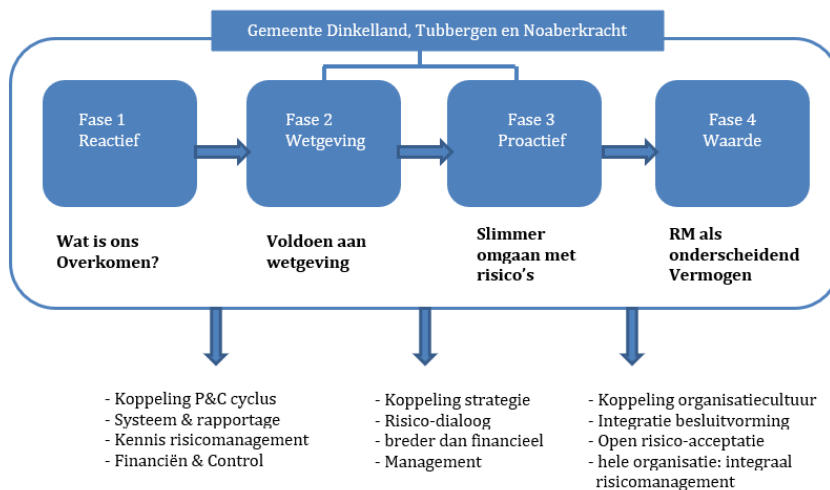 Gemeente Dinkelland, Tubbergen en Noaberkracht
Fase 1
Reactief
Fase 2
Wetgeving
Fase 3
Proactief
Fase 4
Waarde
Wat is ons
Overkomen?
Voldoen aan
wetgeving
Slimmer
omgaan met
risico's
RM als
onderscheidend
Vermogen
- Koppeling P&C cyclus
- Systeem & rapportage
- Kennis risicomanagement
- Financiën & Control
- Koppeling strategie
- Risico-dialoog
- breder dan financieel
- Management
- Koppeling organisatiecultuur
- Integratie besluitvorming
- Open risico-acceptatie
- hele organisatie: integraal
risicomanagement